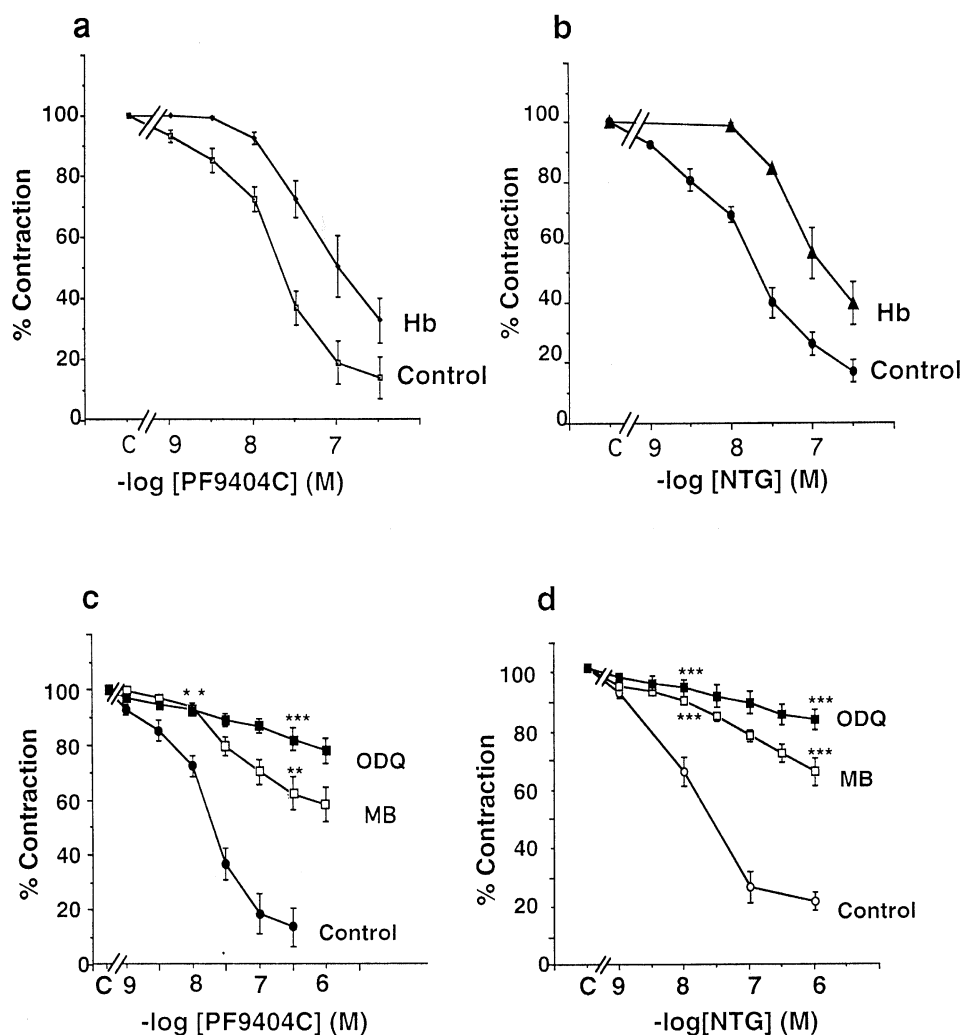 a
100
80
60
40
20
0
% Contraction
Hb
Control
C 9 8 7
-log [PF9404C] (M)
b
100
80
60
40
20
0
% Contraction
Hb
Control
C 9 8 7
-log [NTG] (M)
c
100
80
60
40
20
0
% Contraction
* *
***
ODQ
**
MB
Control
C 9 8 7 6
-log [PF9404C] (M)
d
100
80
60
40
20
0
% Contraction
***
***
ODQ
***
***
MB
Control
C 9 8 7 6
-log[NTG] (M)